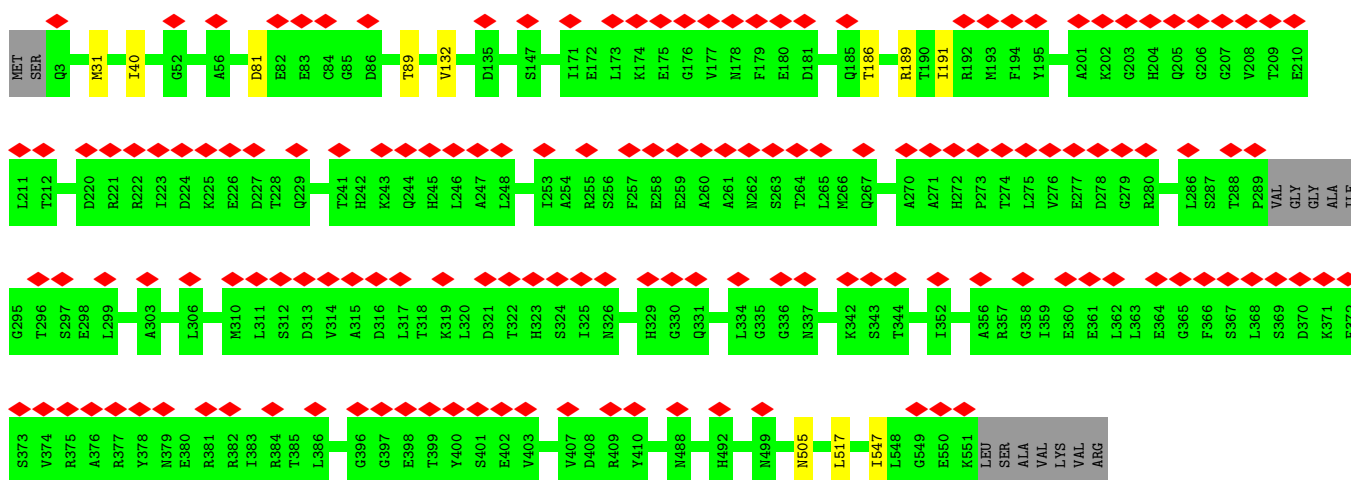 MET SER Q3 M31 I40 G52 A56 D81 E82 E83 C84 G85 D86 T89 V132 D135 S147 I171 E172 L173 K174 E175 G176 V177 N178 F179 E180 D181 Q185 T186 R189 T190 I191 R192 M193 F194 Y195 A201 K202 G203 H204 Q205 G206 G207 V208 T209 E210
L211 T212 D220 R221 R222 I223 D224 K225 E226 D227 T228 Q229 T241 H242 K243 Q244 H245 L246 A247 L248 I253 A254 R255 S256 F257 E258 E259 A260 A261 N262 S263 T264 L265 M266 Q267 A270 A271 H272 P273 T274 L275 V276 E277 D278 G279 R280 L286 S287 T288 P289 VAL GLY GLY ALA ILE
G295 T296 S297 E298 L299 A303 L306 M310 L311 S312 D313 V314 A315 D316 L317 T318 K319 L320 D321 T322 H323 S324 I325 N326 H329 G330 Q331 L334 G335 G336 N337 K342 S343 T344 I352 A356 R357 G358 I359 E360 E361 L362 L363 E364 G365 F366 S367 L368 S369 D370 K371
S373 V374 R375 A376 R377 Y378 N379 E380 R381 R382 I383 R384 T385 L386 G396 G397 E398 T399 Y400 S401 E402 V403 V407 D408 R409 Y410 N488 H492 N499 N505 L517 I547 L548 G549 E550 K551 LEU SER ALA VAL LYS VAL ARG